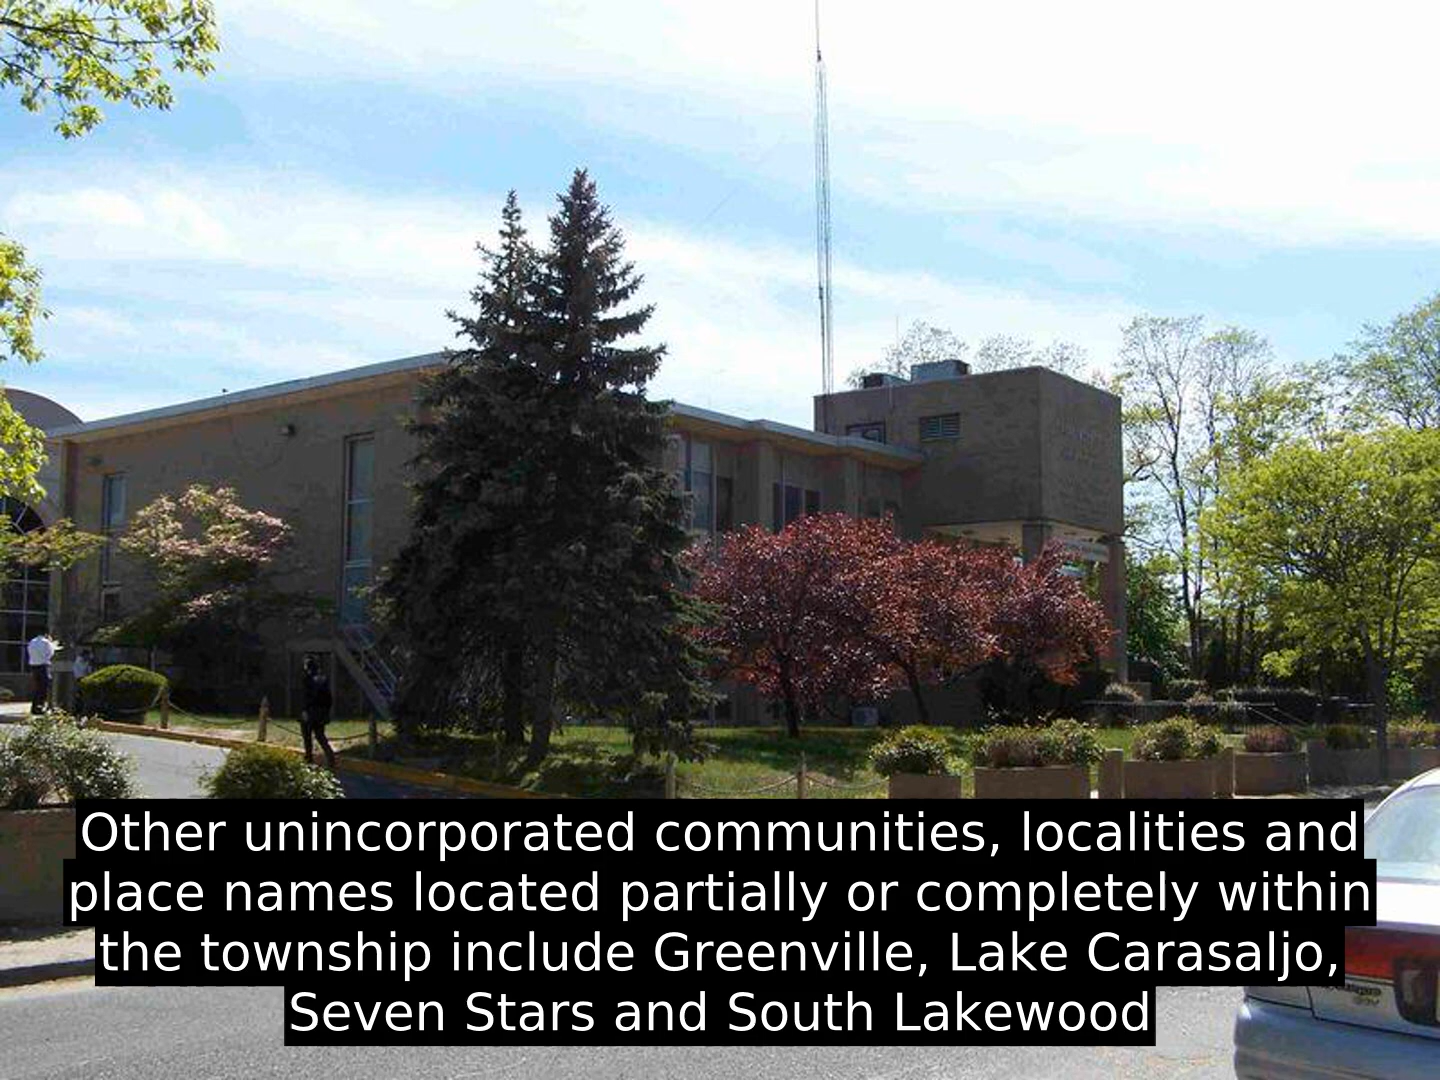 Other unincorporated communities, localities and
place names located partially or completely within
the township include Greenville, Lake Carasaljo,
Seven Stars and South Lakewood